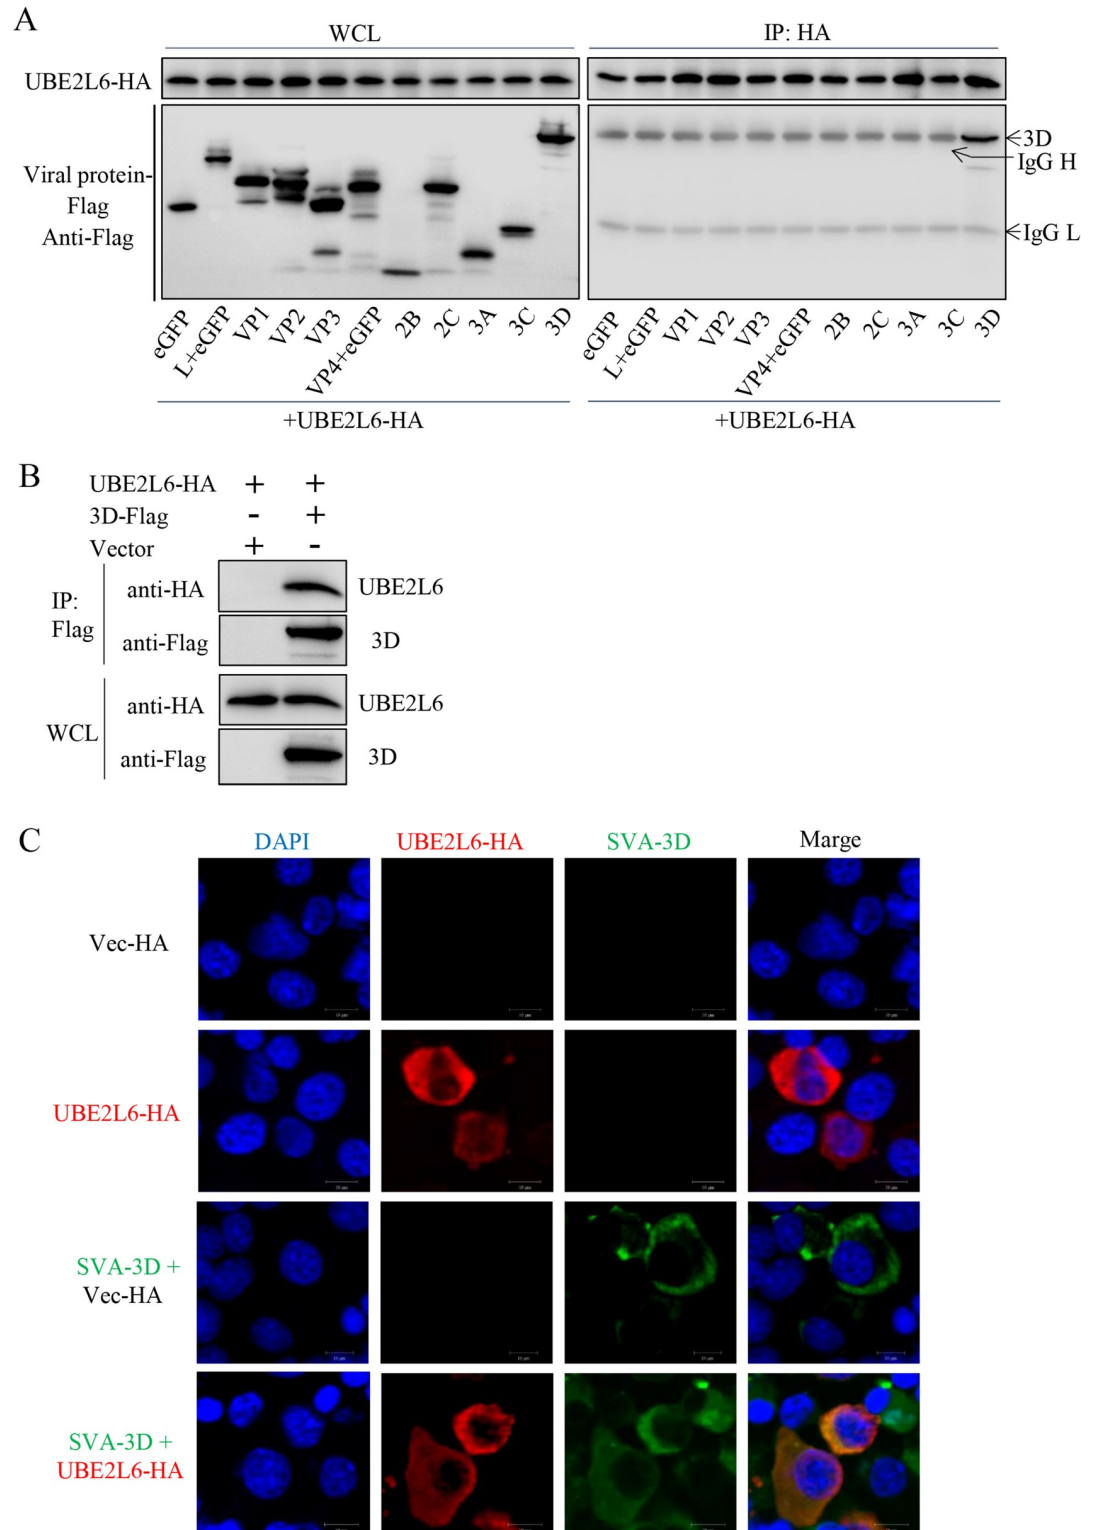 A
WCL
IP: HA
UBE2L6-HA
Viral protein-
Flag
Anti-Flag
3D
IgG H
IgG L
eGFP
L+eGFP
VP1
VP2
VP3
VP4+eGFP
2B
2C
3A
3C
3D
eGFP
L+eGFP
VP1
VP2
VP3
VP4+eGFP
2B
2C
3A
3C
3D
+UBE2L6-HA
+UBE2L6-HA
B
UBE2L6-HA + +
3D-Flag - +
Vector + -
IP:
Flag
anti-HA
UBE2L6
anti-Flag
3D
WCL
anti-HA
UBE2L6
anti-Flag
3D
C
DAPI
UBE2L6-HA
SVA-3D
Marge
Vec-HA
UBE2L6-HA
SVA-3D +
Vec-HA
SVA-3D +
UBE2L6-HA